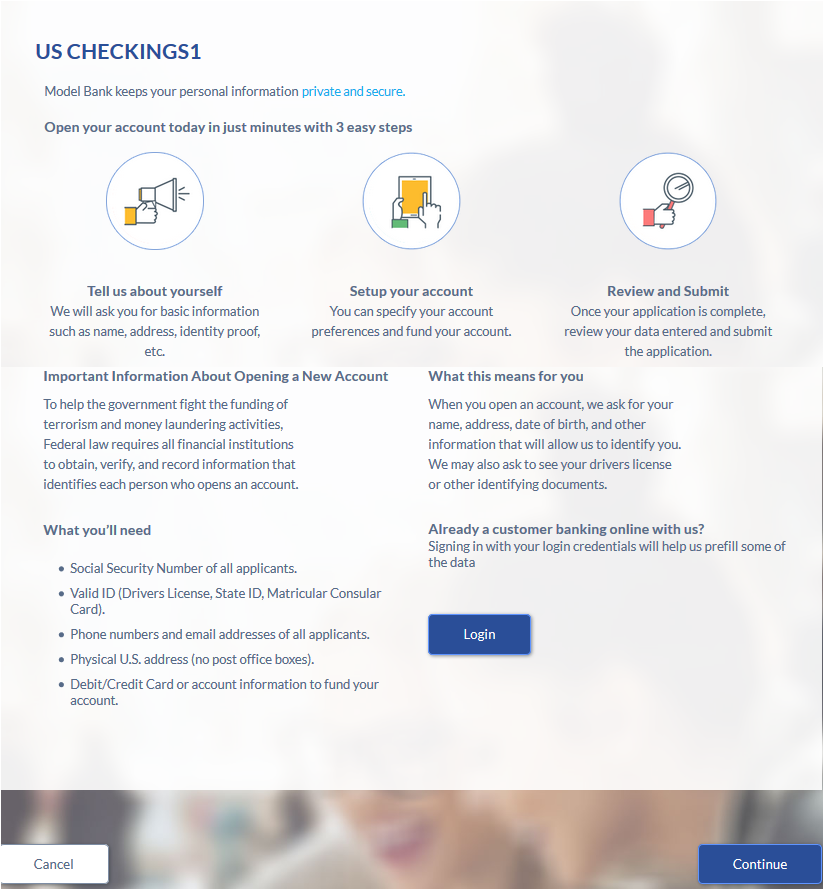 US CHECKINGS1
Model Bank keeps your personal information private and secure.
Open your account today in just minutes with 3 easy steps
Tell us about yourself
We will ask you for basic information
such as name, address, identity proof,
etc.
Setup your account
You can specify your account
preferences and fund your account.
Review and Submit
Once your application is complete,
review your data entered and submit
the application.
Important Information About Opening a New Account
To help the government fight the funding of
terrorism and money laundering activities,
Federal law requires all financial institutions
to obtain, verify, and record information that
identifies each person who opens an account.
What this means for you
When you open an account, we ask for your
name, address, date of birth, and other
information that will allow us to identify you.
We may also ask to see your drivers license
or other identifying documents.
What you’ll need
• Social Security Number of all applicants.
• Valid ID (Drivers License, State ID, Matricular Consular
Card).
• Phone numbers and email addresses of all applicants.
• Physical U.S. address (no post office boxes).
• Debit/Credit Card or account information to fund your
account.
Already a customer banking online with us?
Signing in with your login credentials will help us prefill some of
the data
Login
Cancel
Continue